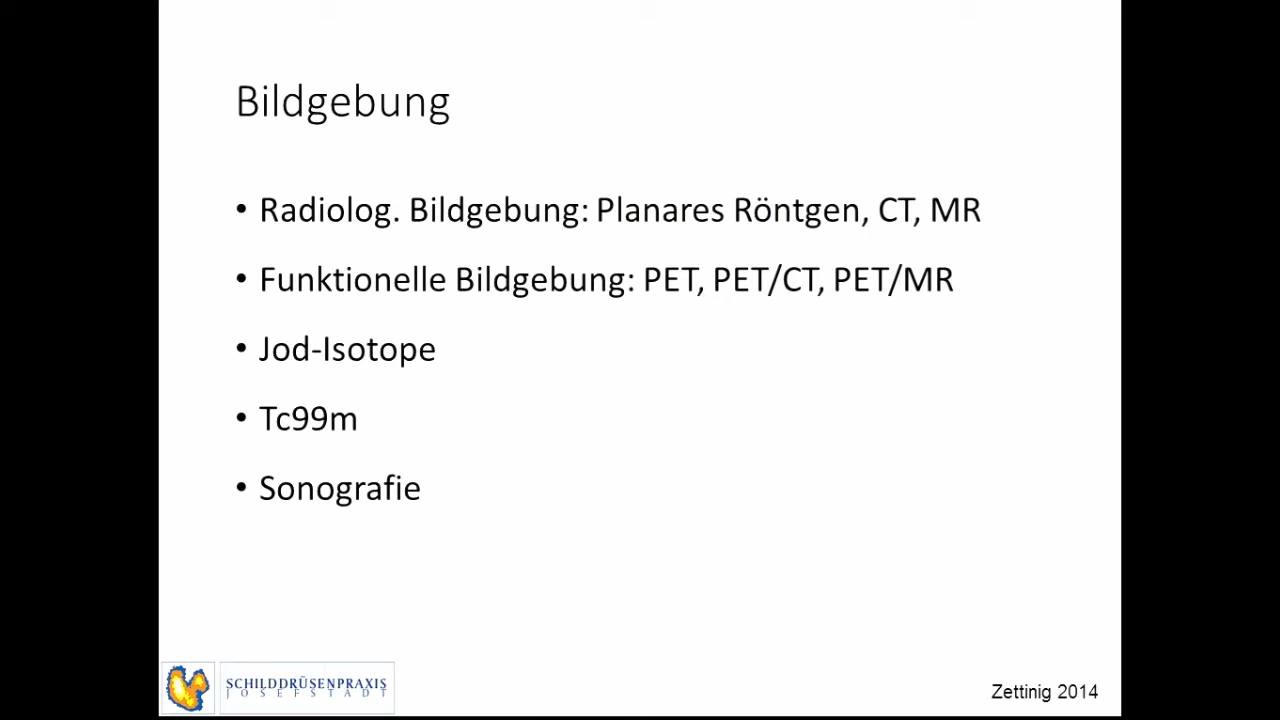 Bildgebung
• Radiolog. Bildgebung: Planares Röntgen, CT, MR
• Funktionelle Bildgebung: PET, PET/CT, PET/MR
• Jod-Isotope
• Tc99m
• Sonografie
SCHILDDRÜSENPRAXIS
JOSEFSTADT
Zettinig 2014